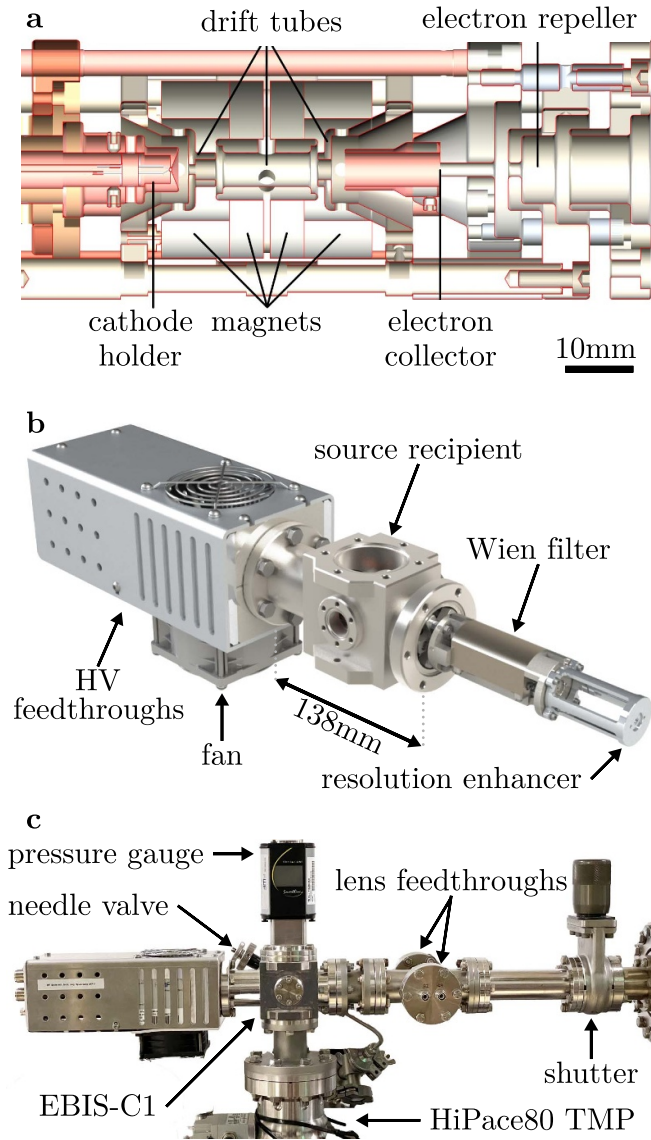 a
drift tubes
electron repeller
cathode
holder
magnets
electron
collector
10mm
b
source recipient
Wien filter
HV
feedthroughs
fan
138mm
resolution enhancer
c
pressure gauge
needle valve
lens feedthroughs
EBIS-C1
shutter
HiPace80 TMP